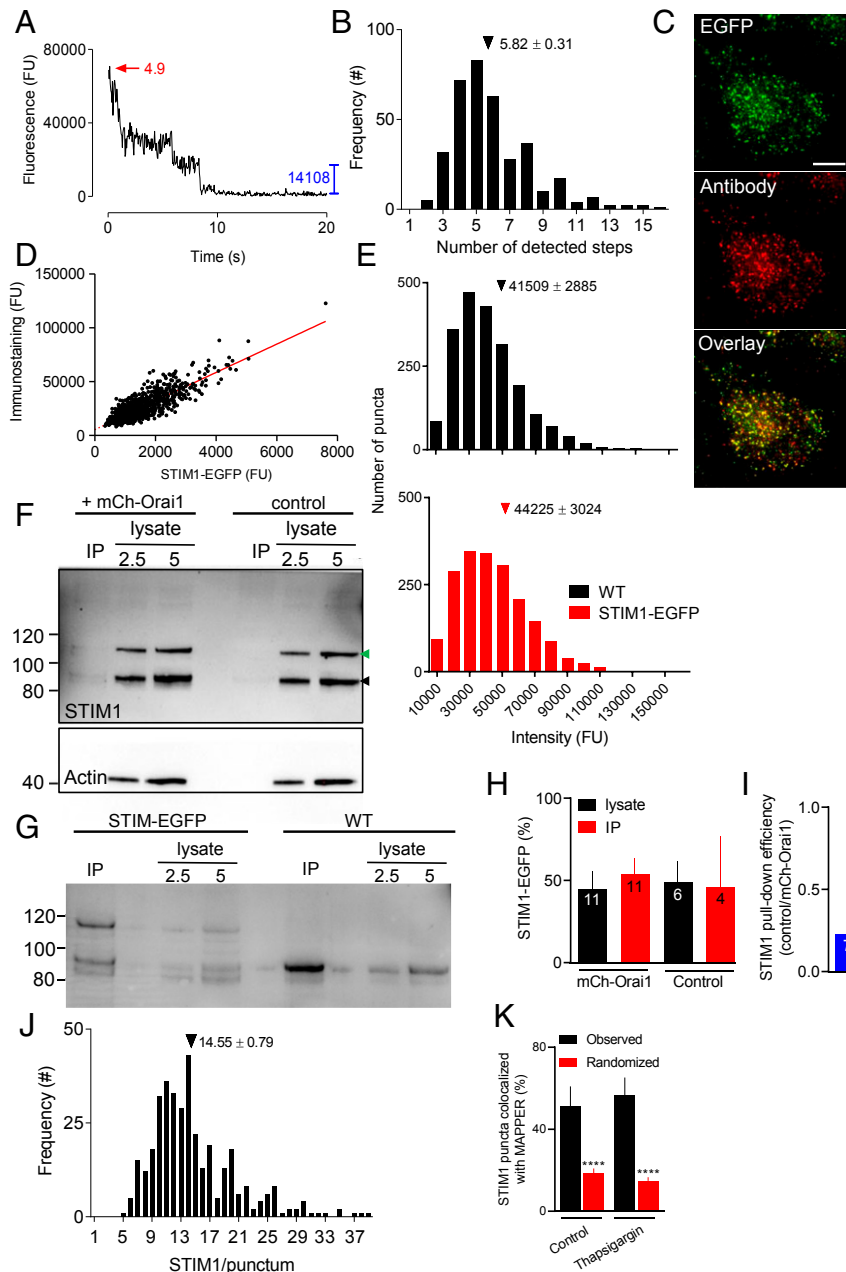 A
Fluorescence (FU)
80000
40000
0
4.9
14108
0
10
20
Time (s)
B
Frequency (#)
100
50
0
5.82 ± 0.31
1 3 5 7 9 11 13 15
Number of detected steps
C
EGFP
Antibody
Overlay
D
Immunostaining (FU)
150000
100000
50000
0
0 2000 4000 6000 8000
STIM1-EGFP (FU)
E
Number of puncta
500
250
0
41509 ± 2885
500
250
0
44225 ± 3024
WT
STIM1-EGFP
10000 30000 50000 70000 90000 110000 130000 150000
Intensity (FU)
F
+ mCh-Orai1 control
lysate lysate
IP 2.5 5 IP 2.5 5
120
100
80
STIM1
40
Actin
G
STIM-EGFP WT
lysate lysate
IP 2.5 5 IP 2.5 5
120
100
80
H
STIM1-EGFP (%)
100
50
0
lysate
IP
11 11 6 4
mCh-Orai1 Control
I
STIM1 pull-down efficiency
(control/mCh-Orai1)
1.0
0.5
0.0
J
Frequency (#)
50
25
0
14.55 ± 0.79
1 5 9 13 17 21 25 29 33 37
STIM1/punctum
K
STIM1 puncta colocalized
with MAPPER (%)
80
40
0
Observed
Randomized
**** ****
Control Thapsigargin